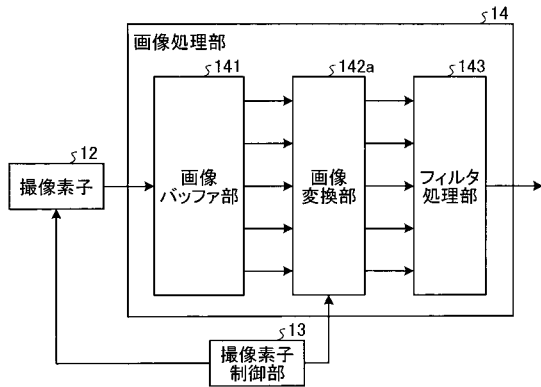 14
画像処理部
141
142a
143
12
撮像素子
画像
バッファ部
画像
変換部
フィルタ
処理部
13
撮像素子
制御部